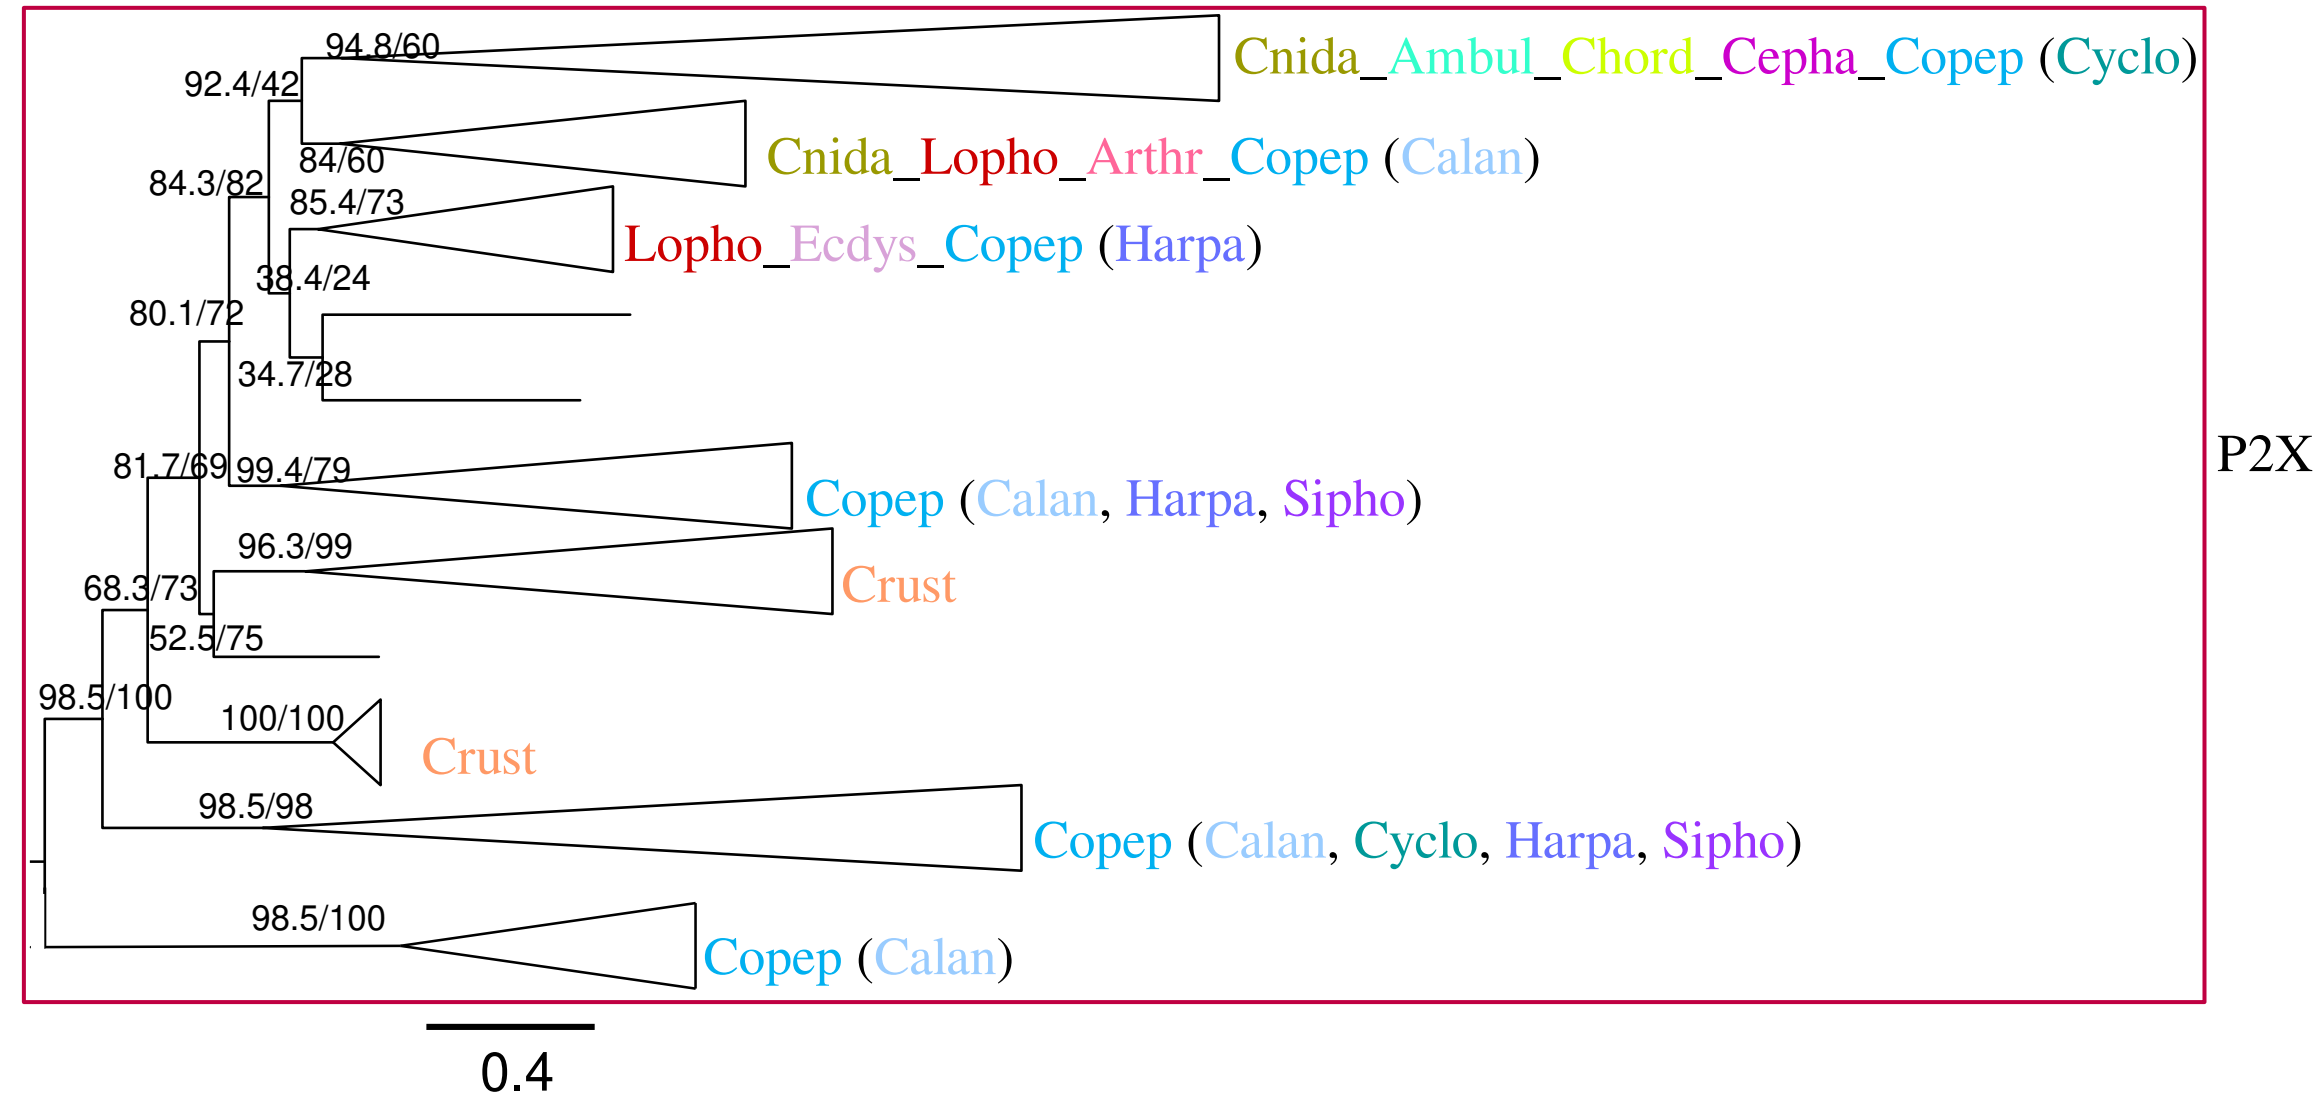 94.8/60
Cnida_Ambul_Chord_Cepha_Copep (Cyclo)
92.4/42
84/60
Cnida_Lopho_Arthr_Copep (Calan)
84.3/82
85.4/73
Lopho_Ecdys_Copep (Harpa)
38.4/24
80.1/72
34.7/28
P2X
81.7/69
99.4/79
Copep (Calan, Harpa, Sipho)
96.3/99
Crust
68.3/73
52.5/75
98.5/100
100/100
Crust
98.5/98
Copep (Calan, Cyclo, Harpa, Sipho)
98.5/100
Copep (Calan)
0.4